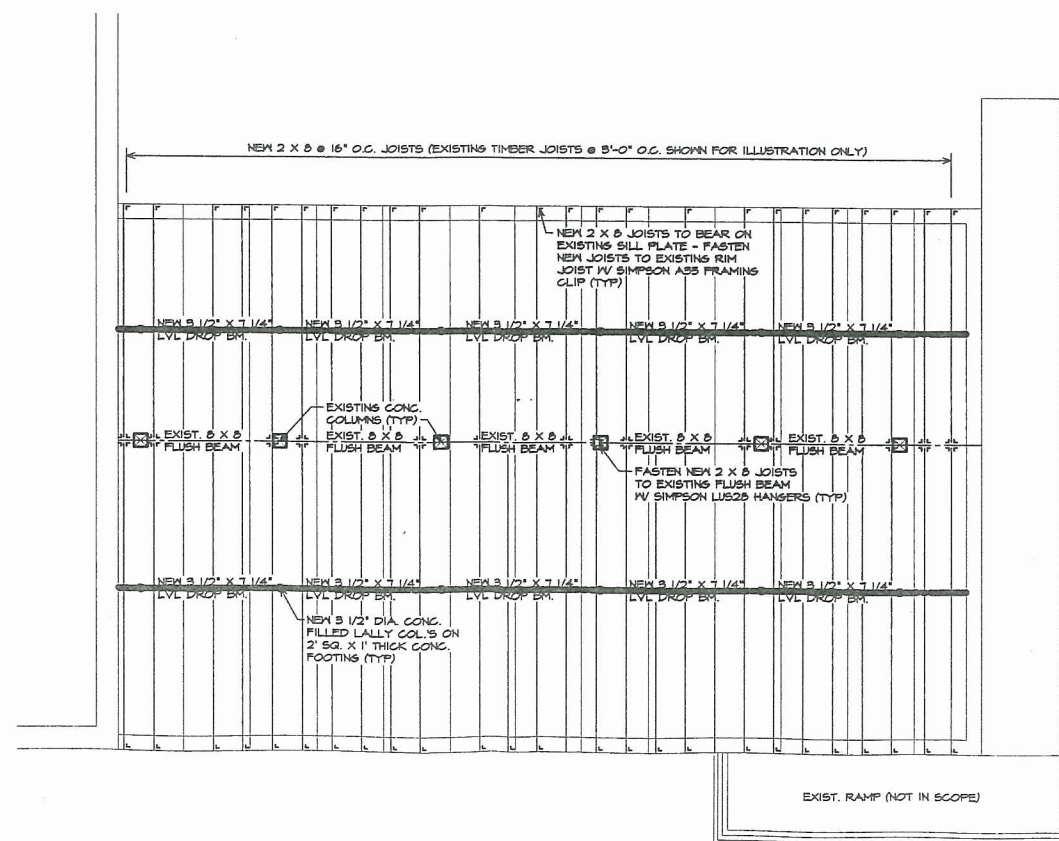 NEW 2 X 8 @ 16" O.C. JOISTS (EXISTING TIMBER JOISTS @ 3'-0" O.C. SHOWN FOR ILLUSTRATION ONLY)
NEW 2 X 8 JOISTS TO BEAR ON
EXISTING SILL PLATE - FASTEN
NEW JOISTS TO EXISTING RIM
JOIST W/ SIMPSON A35 FRAMING
CLIP (TYP)
NEW 3 1/2" X 7 1/4"
LVL DROP BM.
NEW 3 1/2" X 7 1/4"
LVL DROP BM.
NEW 3 1/2" X 7 1/4"
LVL DROP BM.
NEW 3 1/2" X 7 1/4"
LVL DROP BM.
NEW 3 1/2" X 7 1/4"
LVL DROP BM.
EXISTING CONC.
COLUMNS (TYP)
EXIST. 8 X 8
FLUSH BEAM
EXIST. 8 X 8
FLUSH BEAM
EXIST. 8 X 8
FLUSH BEAM
EXIST. 8 X 8
FLUSH BEAM
EXIST. 8 X 8
FLUSH BEAM
FASTEN NEW 2 X 8 JOISTS
TO EXISTING FLUSH BEAM
W/ SIMPSON LUS28 HANGERS (TYP)
NEW 3 1/2" X 7 1/4"
LVL DROP BM.
NEW 3 1/2" X 7 1/4"
LVL DROP BM.
NEW 3 1/2" X 7 1/4"
LVL DROP BM.
NEW 3 1/2" X 7 1/4"
LVL DROP BM.
NEW 3 1/2" X 7 1/4"
LVL DROP BM.
NEW 3 1/2" DIA. CONC.
FILLED LALLY COL.'S ON
2' SQ. X 1' THICK CONC.
FOOTING (TYP)
EXIST. RAMP (NOT IN SCOPE)